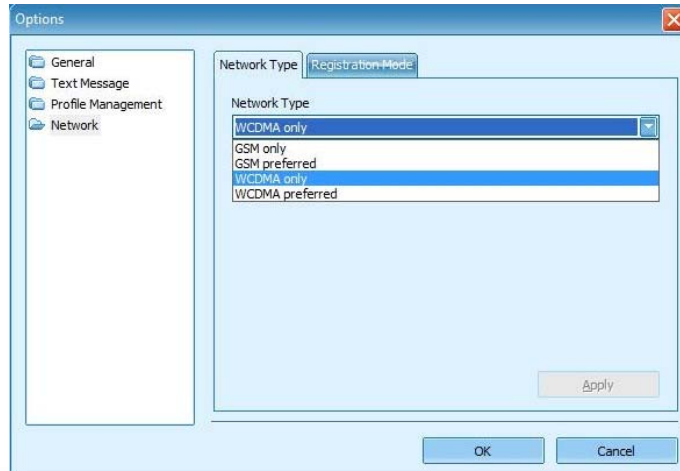 Options
General
Text Message
Profile Management
Network
Network Type
Registration Mode
Network Type
WCDMA only
GSM only
GSM preferred
WCDMA only
WCDMA preferred
Apply
OK
Cancel